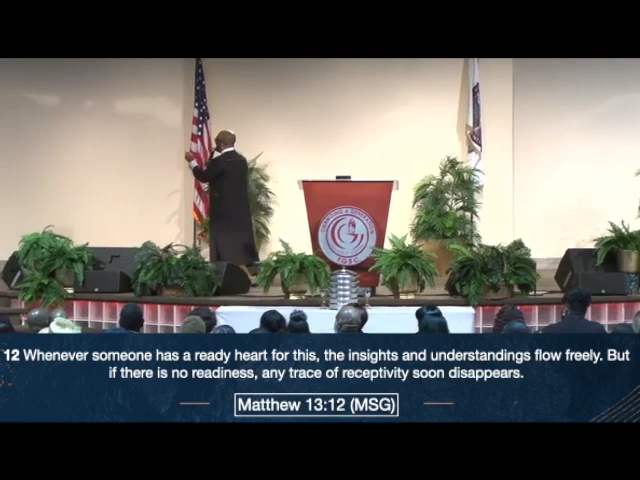 IGBC
12 Whenever someone has a ready heart for this, the insights and understandings flow freely. But
if there is no readiness, any trace of receptivity soon disappears.
Matthew 13:12 (MSG)